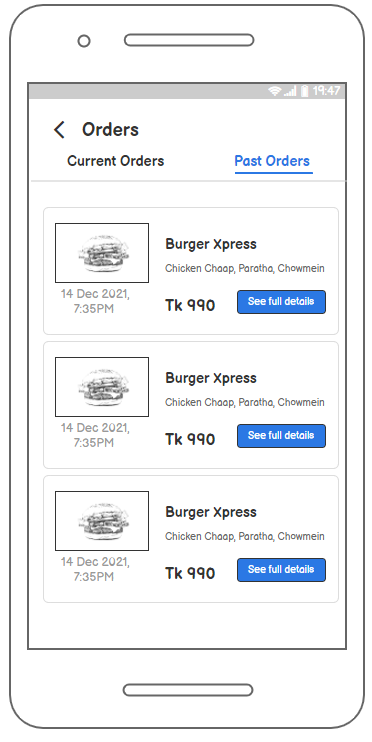 19:47
Orders
Current Orders
Past Orders
Burger Xpress
Chicken Chaap, Paratha, Chowmein
14 Dec 2021,
7:35PM
Tk 990
See full details
Burger Xpress
Chicken Chaap, Paratha, Chowmein
14 Dec 2021,
7:35PM
Tk 990
See full details
Burger Xpress
Chicken Chaap, Paratha, Chowmein
14 Dec 2021,
7:35PM
Tk 990
See full details